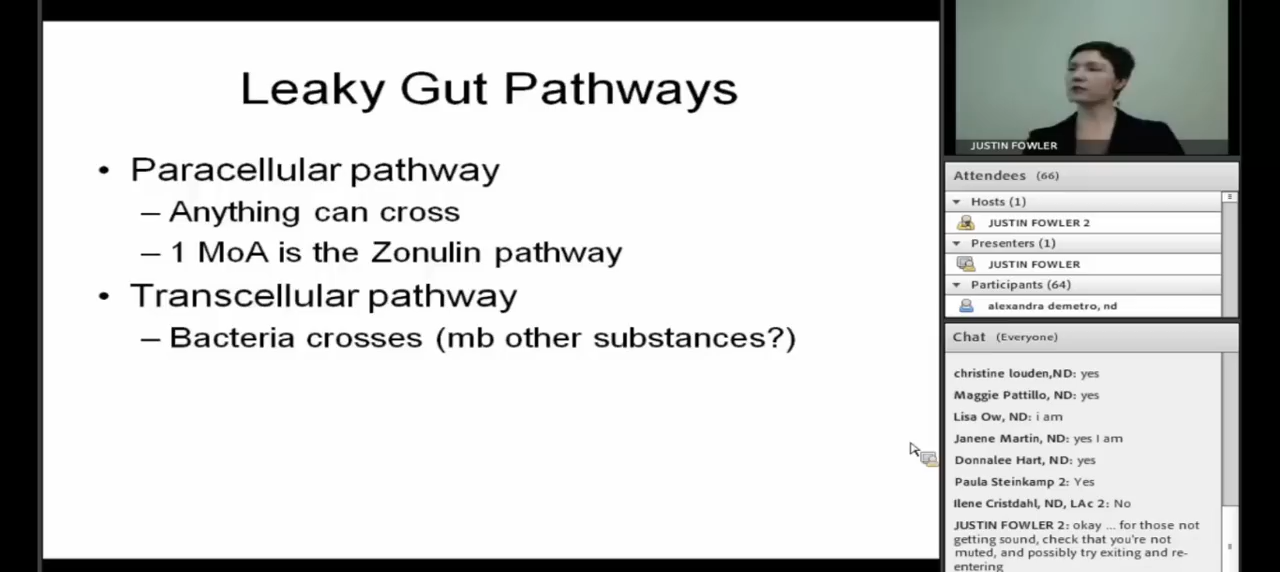 Leaky Gut Pathways
• Paracellular pathway
– Anything can cross
– 1 MoA is the Zonulin pathway
• Transcellular pathway
– Bacteria crosses (mb other substances?)
JUSTIN FOWLER
Attendees (66)
Hosts (1)
JUSTIN FOWLER 2
Presenters (1)
JUSTIN FOWLER
Participants (64)
alexandra demetro, nd
Chat (Everyone)
christine louden,ND: yes
Maggie Pattillo, ND: yes
Lisa Ow, ND: i am
Janene Martin, ND: yes I am
Donnalee Hart, ND: yes
Paula Steinkamp 2: Yes
Ilene Cristdahl, ND, LAc 2: No
JUSTIN FOWLER 2: okay ... for those not
getting sound, check that you're not
muted, and possibly try exiting and re-
entering